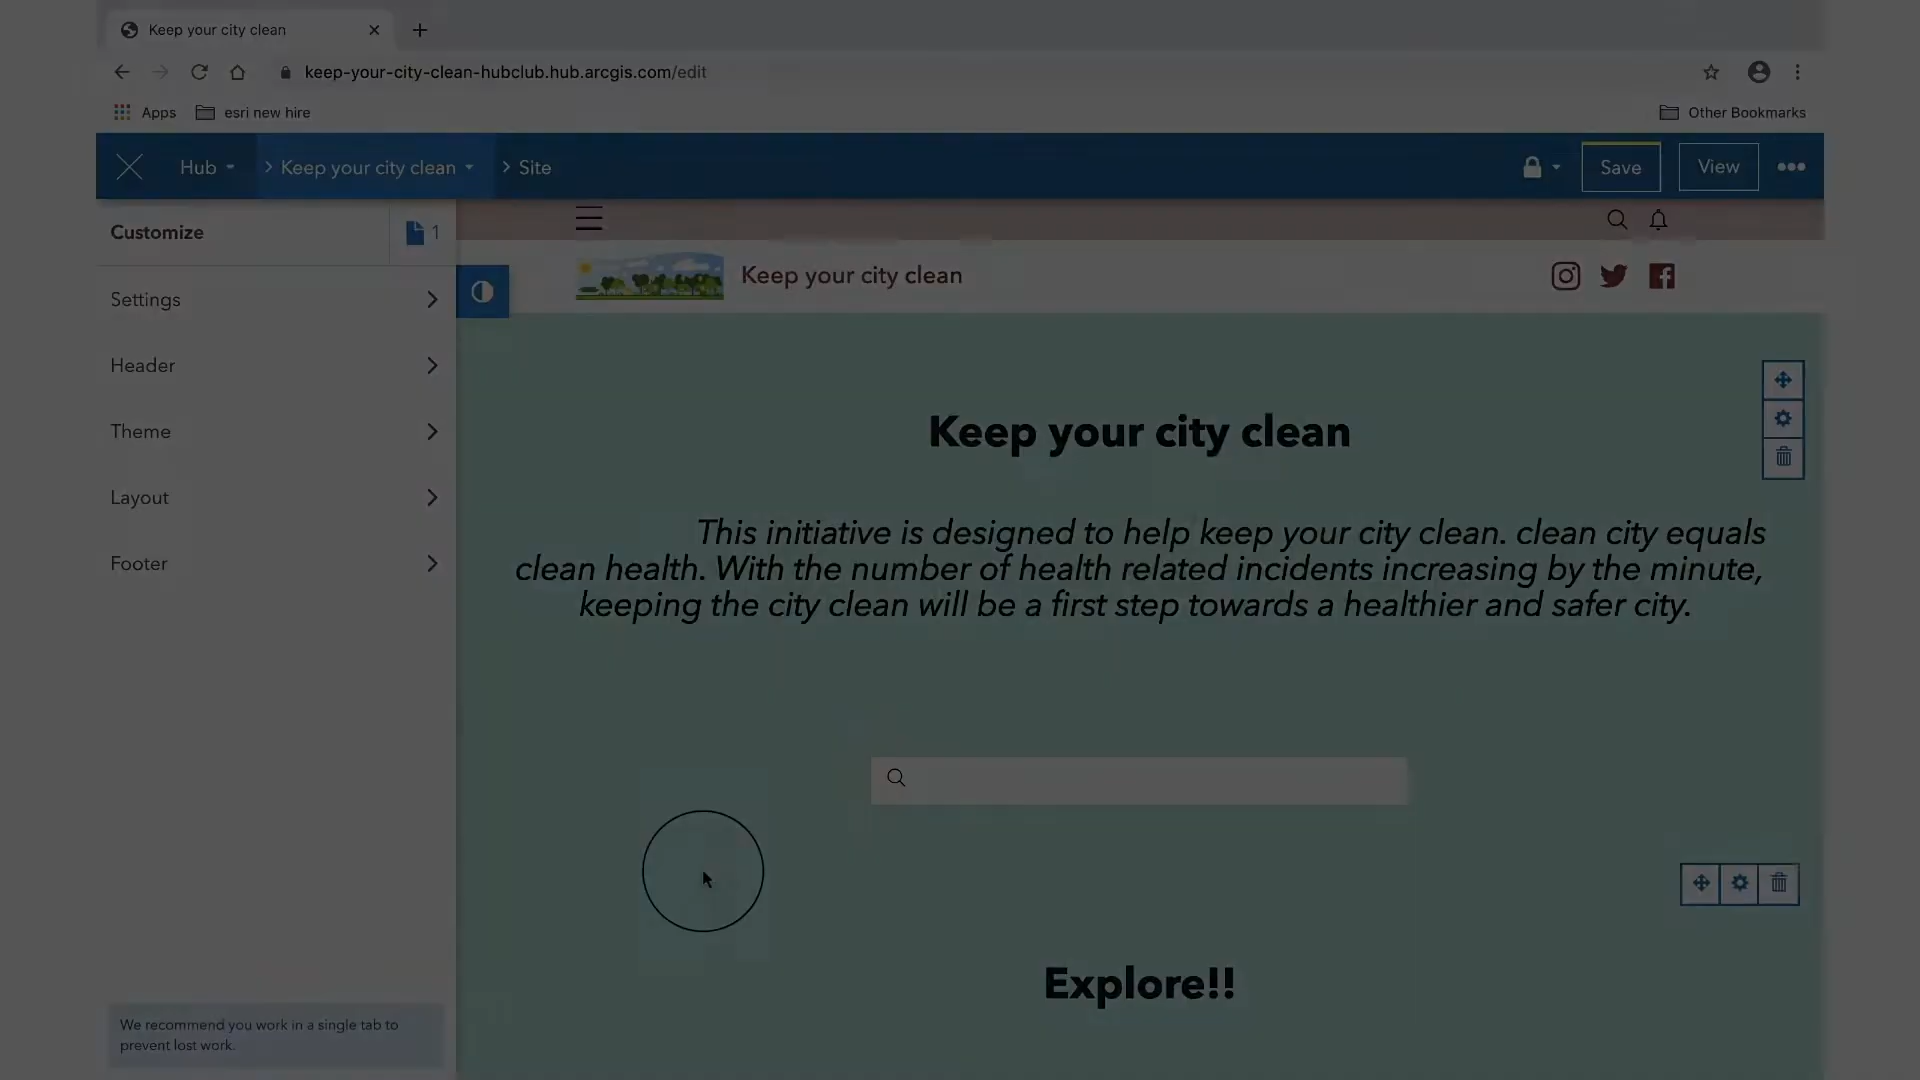 Keep your city clean
keep-your-city-clean-hubclub.hub.arcgis.com/edit
Apps
esri new hire
Other Bookmarks
Hub
Keep your city clean
Site
Save
View
Customize
1
Settings
Header
Theme
Layout
Footer
We recommend you work in a single tab to
prevent lost work.
Keep your city clean
Keep your city clean
This initiative is designed to help keep your city clean. clean city equals
clean health. With the number of health related incidents increasing by the minute,
keeping the city clean will be a first step towards a healthier and safer city.
Explore!!